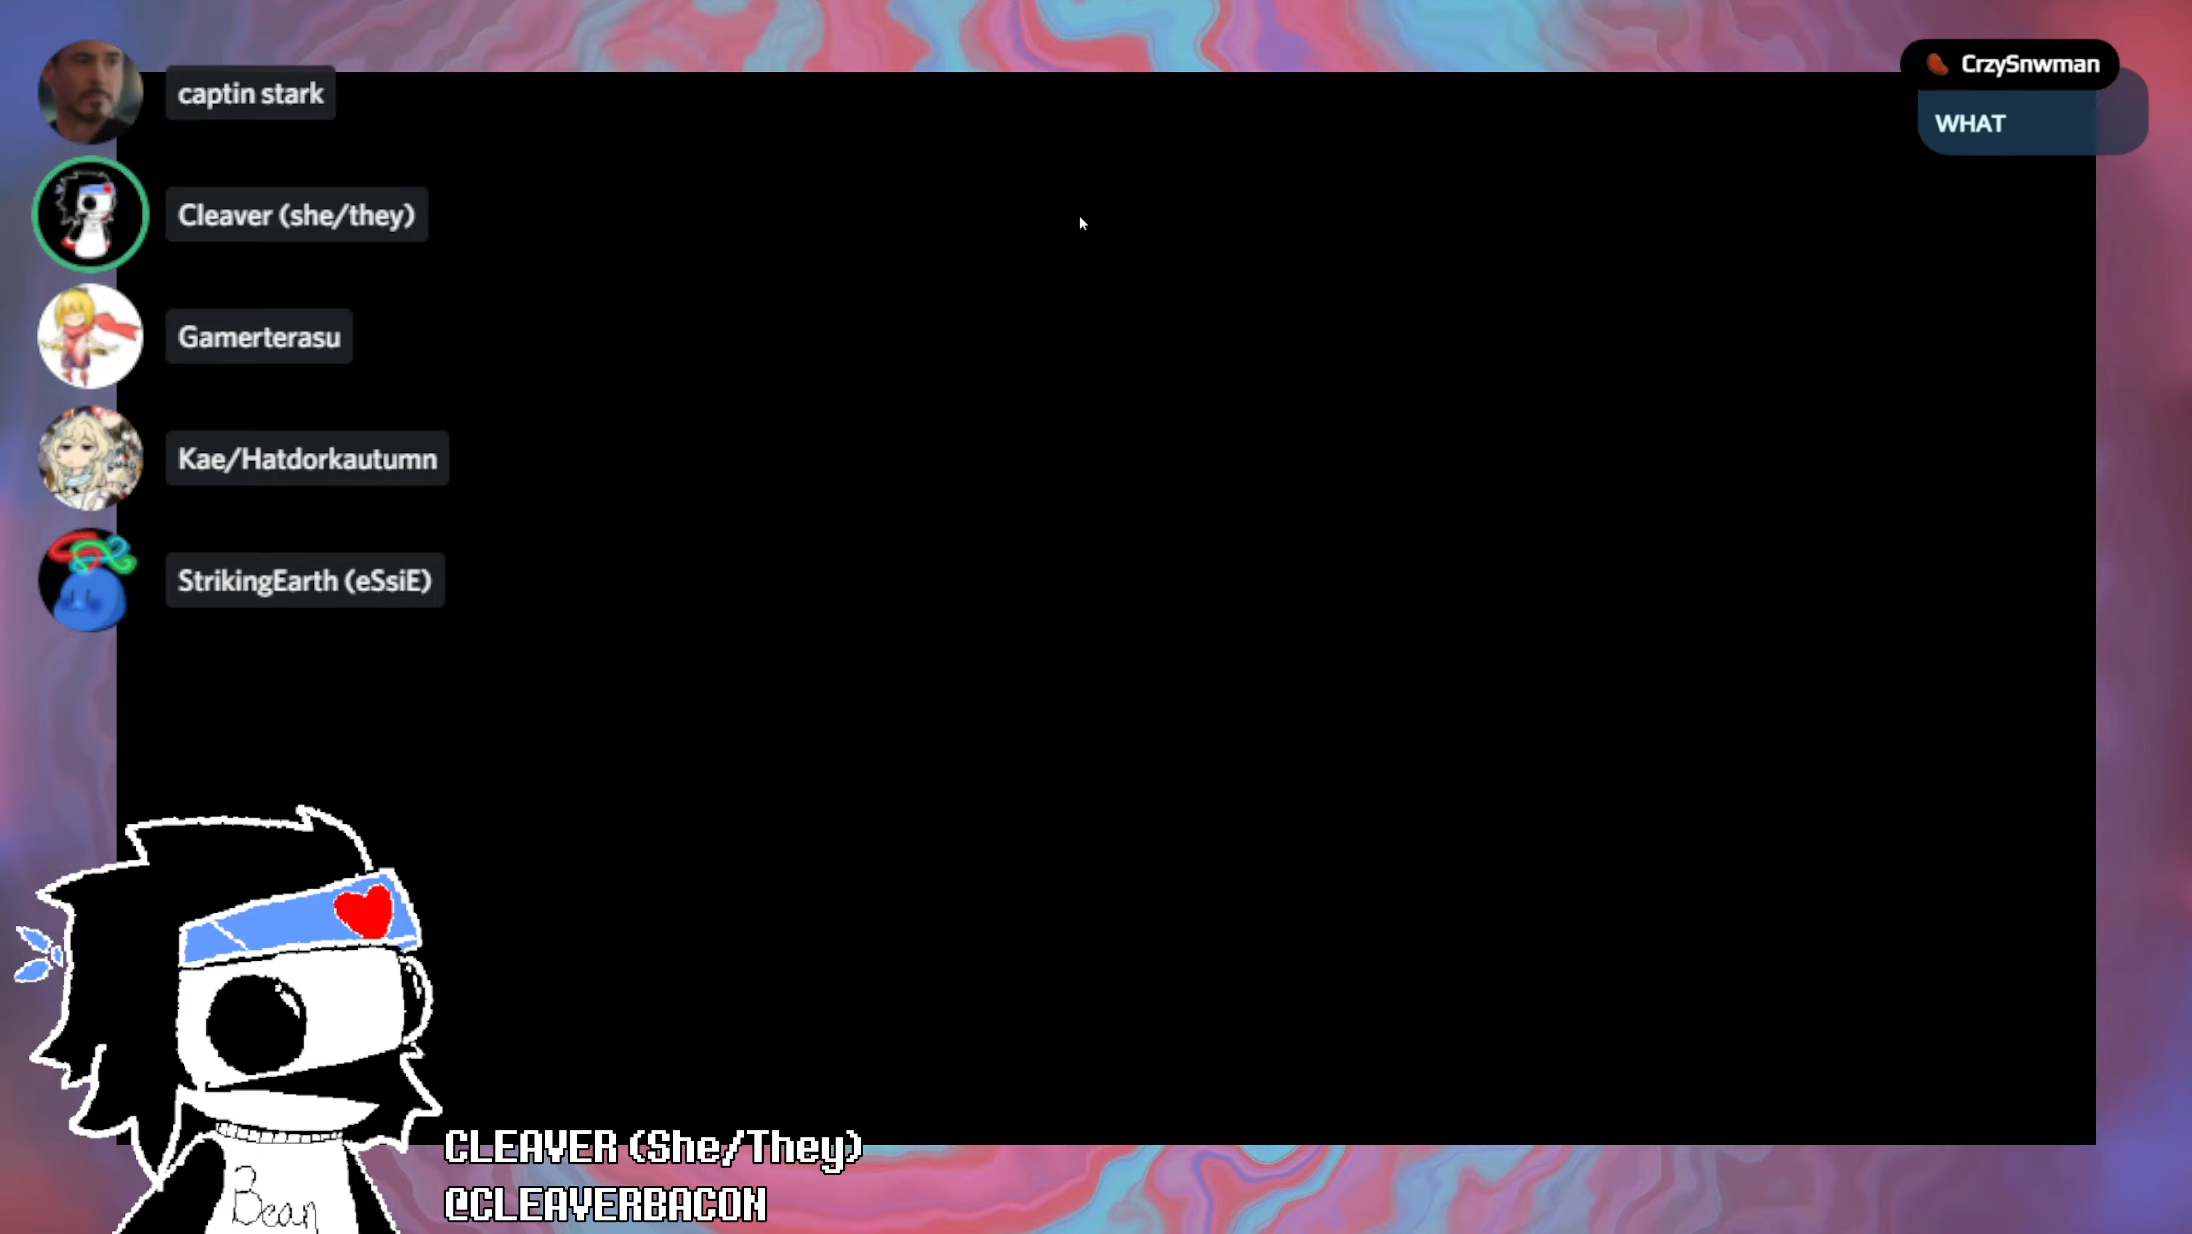 captin stark
Cleaver (she/they)
Gamerterasu
Kae/Hatdorkautumn
StrikingEarth (eSsiE)
CrzySnwman
WHAT
Bean
CLEAVER (She/They)
@CLEAVERBACON